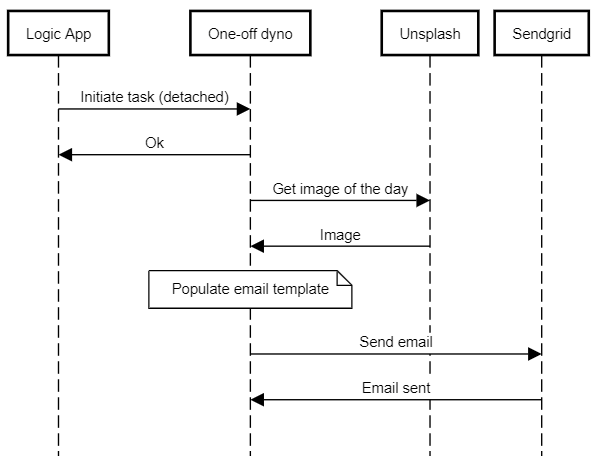 Logic App
One-off dyno
Unsplash
Sendgrid
Initiate task (detached)
Ok
Get image of the day
Image
Populate email template
Send email
Email sent